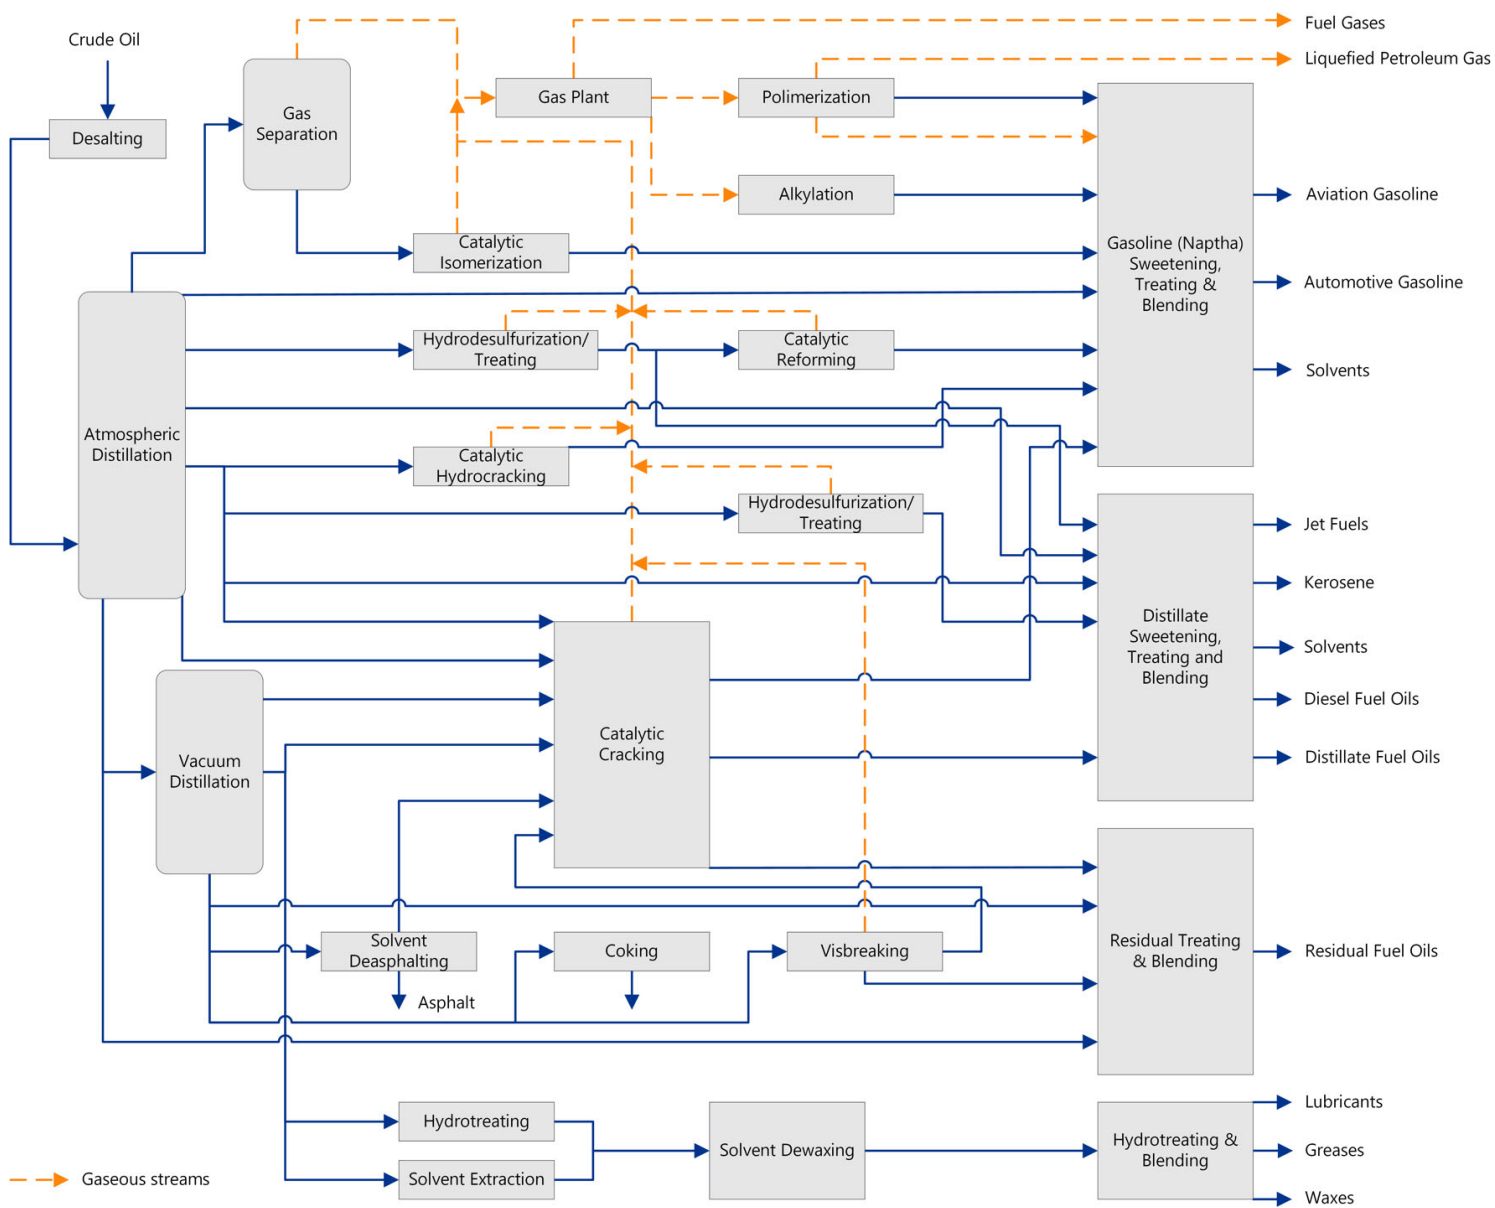 Crude Oil
Desalting
Gas
Separation
Gas Plant
Polimerization
Fuel Gases
Liquefied Petroleum Gas
Alkylation
Catalytic
Isomerization
Gasoline (Naptha)
Sweetening,
Treating &
Blending
Aviation Gasoline
Automotive Gasoline
Solvents
Atmospheric
Distillation
Hydrodesulfurization/
Treating
Catalytic
Reforming
Catalytic
Hydrocracking
Hydrodesulfurization/
Treating
Distillate
Sweetening,
Treating and
Blending
Jet Fuels
Kerosene
Solvents
Diesel Fuel Oils
Distillate Fuel Oils
Vacuum
Distillation
Catalytic
Cracking
Solvent
Deasphalting
Asphalt
Coking
Visbreaking
Residual Treating
& Blending
Residual Fuel Oils
Hydrotreating
Solvent Extraction
Solvent Dewaxing
Hydrotreating &
Blending
Lubricants
Greases
Waxes
Gaseous streams